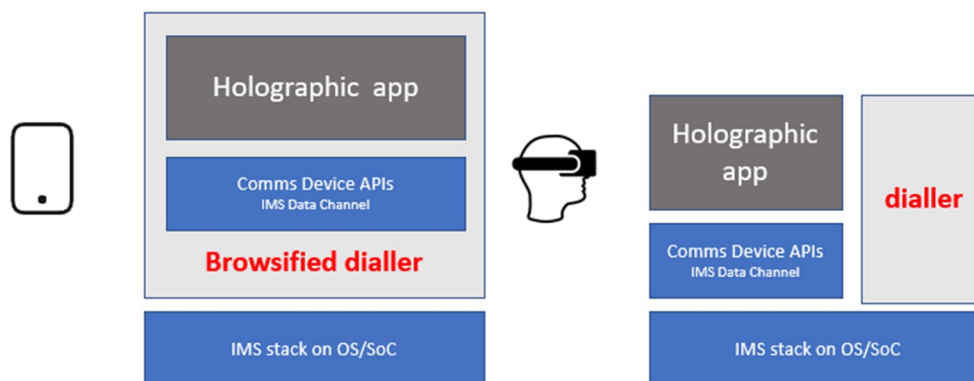 Holographic app
Comms Device APIs
IMS Data Channel
Browsified dialler
IMS stack on OS/SoC
Holographic
app
dialler
Comms Device APIs
IMS Data Channel
IMS stack on OS/SoC